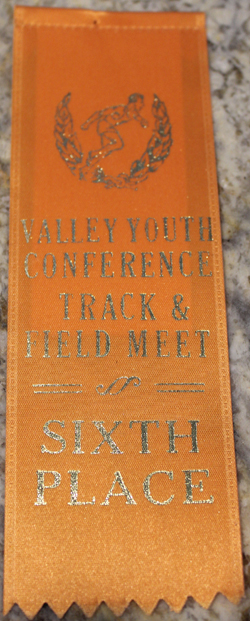 VALLEY YOUTH
CONFERENCE
TRACK &
FIELD MEET
SIXTH
PLACE